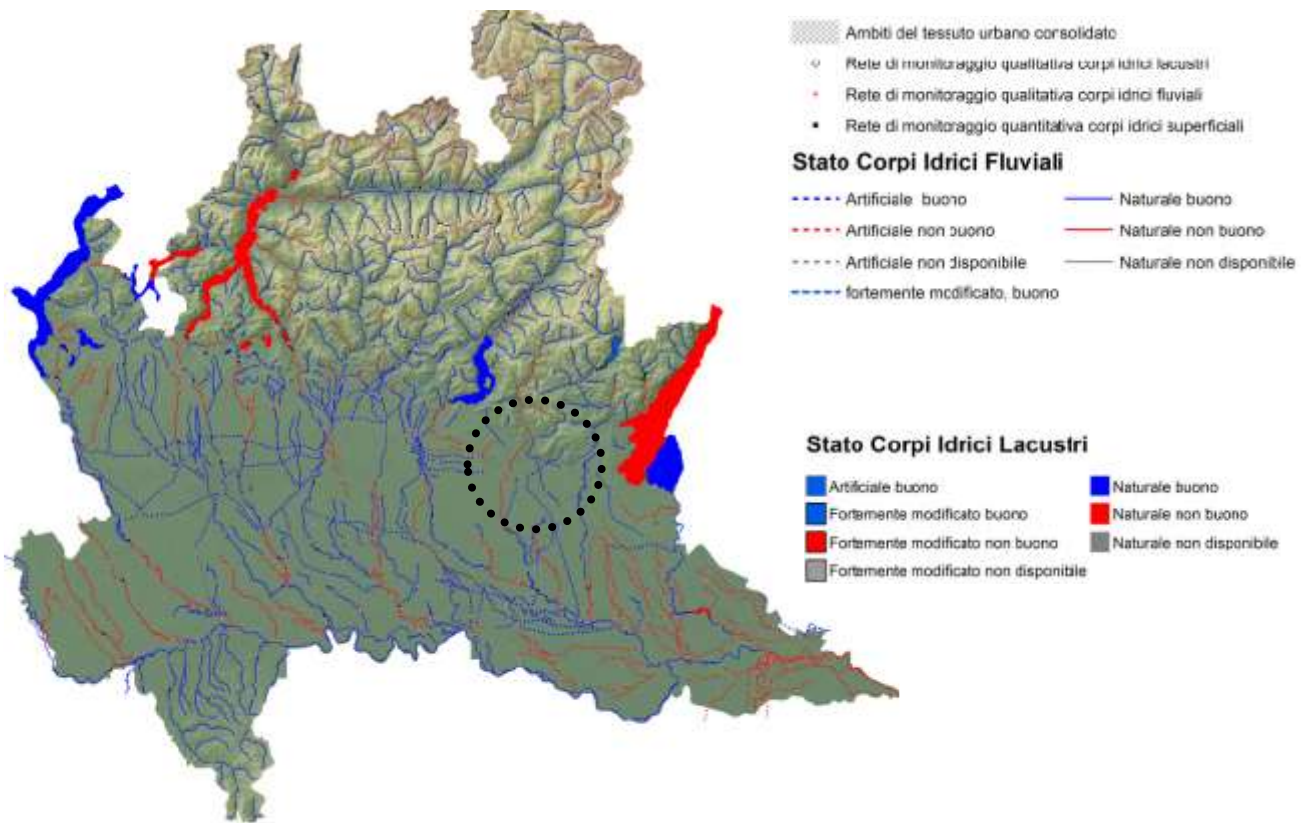 Ambiti del tessuto urbano consolidato
Rete di monitoraggio qualitativa corpi idrici lacustri
Rete di monitoraggio qualitativa corpi idrici fluviali
Rete di monitoraggio quantitativa corpi idrici superficiali
Stato Corpi Idrici Fluviali
Artificiale buono
Naturale buono
Artificiale non buono
Naturale non buono
Artificiale non disponibile
Naturale non disponibile
fortemente modificato, buono
Stato Corpi Idrici Lacustri
Artificiale buono
Naturale buono
Fortemente modificato buono
Naturale non buono
Fortemente modificato non buono
Naturale non disponibile
Fortemente modificato non disponibile